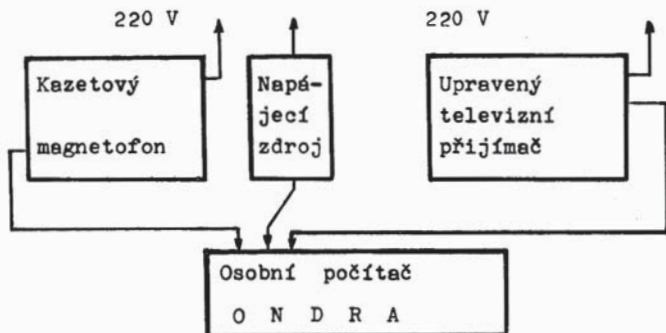 220 V
220 V
Kazetový
magnetofon
Napá-
jecí
zdroj
Upravený
televizní
přijímač
Osobní počítač
O N D R A